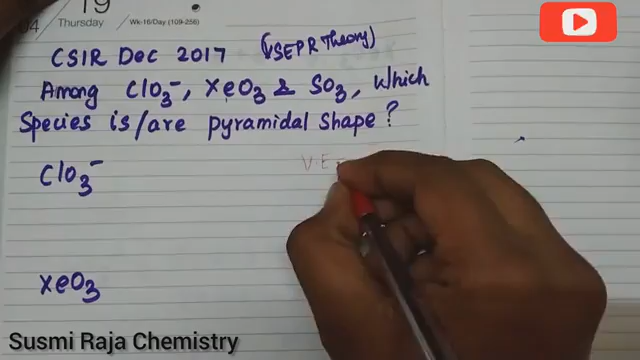 19
04
Thursday
Wk-16/Day (109-256)
CSIR Dec 2017 (VSEPR Theory)
Among ClO3⁻, XeO3 & SO3, Which
Species is/are pyramidal Shape?
ClO3⁻
V E
XeO3
Susmi Raja Chemistry